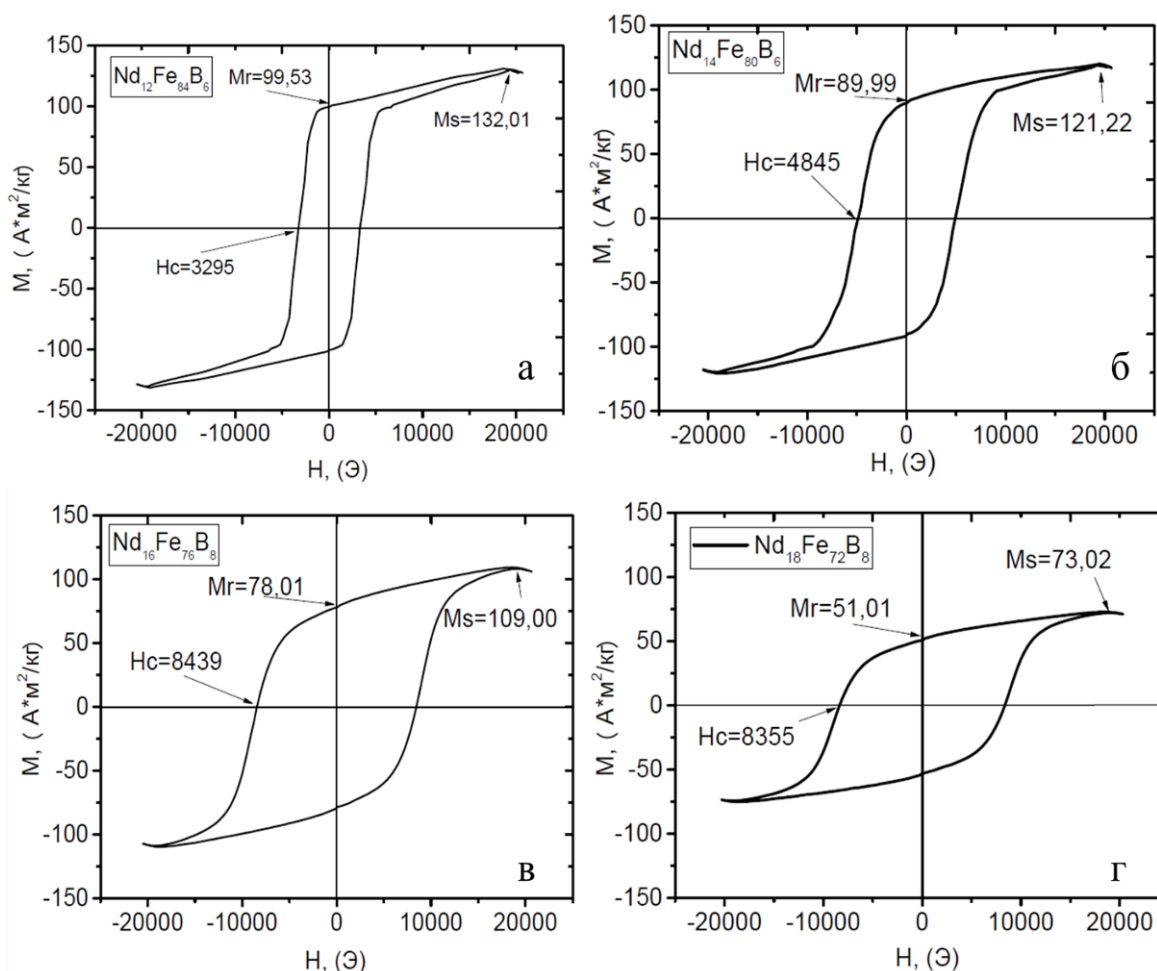 Nd12Fe84B6
Mr=99,53
Ms=132,01
Hc=3295
M, ( А*м²/кг)
150
100
50
0
-50
-100
-150
-20000 -10000 0 10000 20000
H, (Э)
а
Nd14Fe80B6
Mr=89,99
Ms=121,22
Hc=4845
M, ( А*м²/кг)
150
100
50
0
-50
-100
-150
-20000 -10000 0 10000 20000
H, (Э)
б
Nd16Fe76B8
Mr=78,01
Ms=109,00
Hc=8439
M, ( А*м²/кг)
150
100
50
0
-50
-100
-150
-20000 -10000 0 10000 20000
H, (Э)
в
Nd18Fe72B8
Ms=73,02
Mr=51,01
Hc=8355
M, ( А*м²/кг)
150
100
50
0
-50
-100
-150
-20000 -10000 0 10000 20000
H, (Э)
г